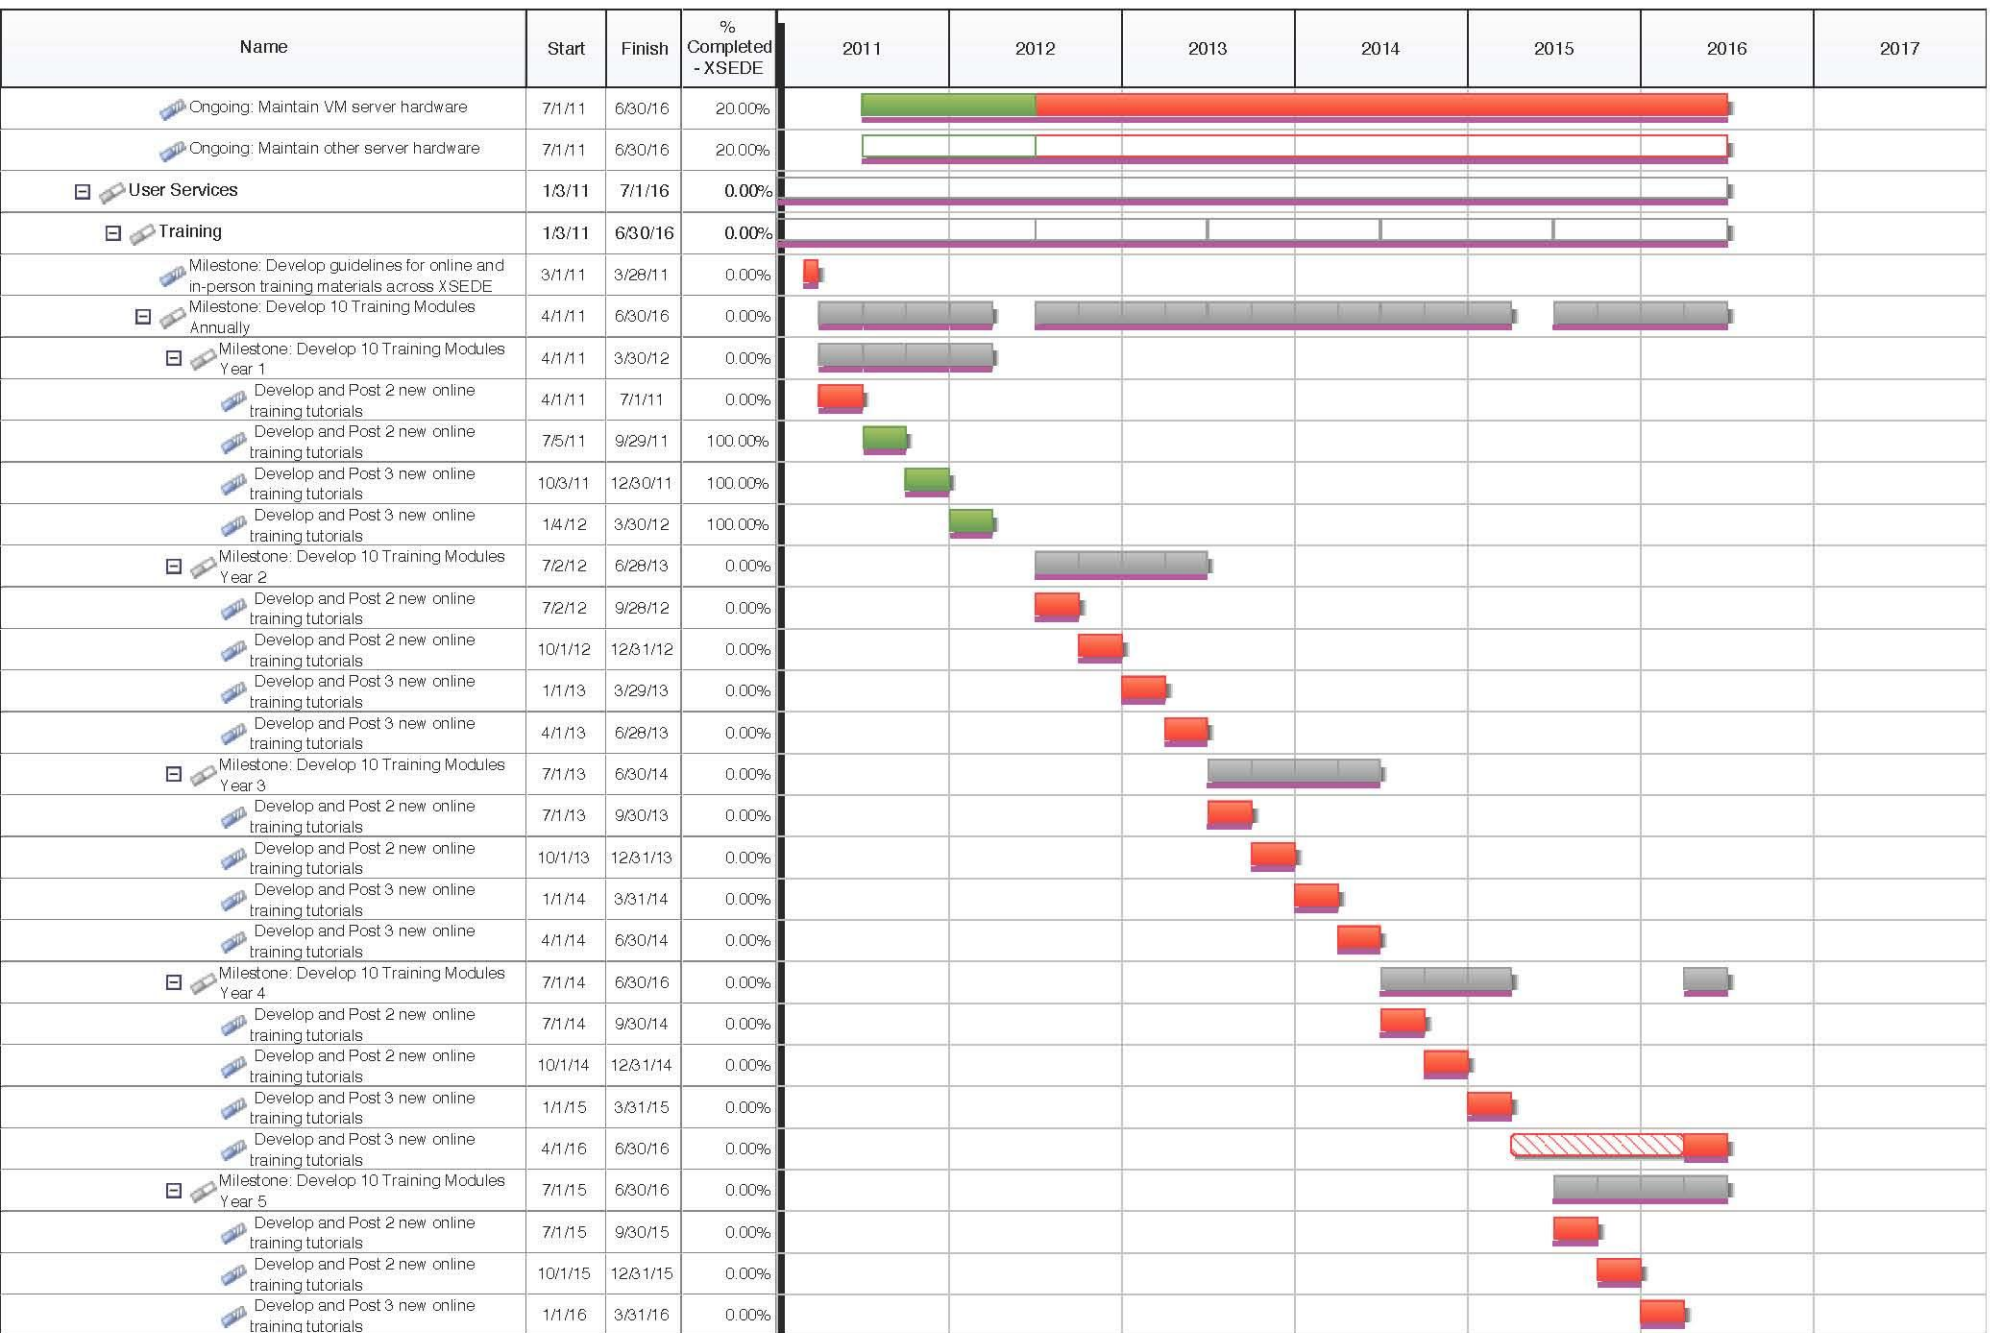 Name Start Finish % Completed - XSEDE 2011 2012 2013 2014 2015 2016 2017
Ongoing: Maintain VM server hardware 7/1/11 6/30/16 20.00%
Ongoing: Maintain other server hardware 7/1/11 6/30/16 20.00%
User Services 1/3/11 7/1/16 0.00%
Training 1/3/11 6/30/16 0.00%
Milestone: Develop guidelines for online and
in-person training materials across XSEDE 3/1/11 3/28/11 0.00%
Milestone: Develop 10 Training Modules
Annually 4/1/11 6/30/16 0.00%
Milestone: Develop 10 Training Modules
Year 1 4/1/11 3/30/12 0.00%
Develop and Post 2 new online
training tutorials 4/1/11 7/1/11 0.00%
Develop and Post 2 new online
training tutorials 7/5/11 9/29/11 100.00%
Develop and Post 3 new online
training tutorials 10/3/11 12/30/11 100.00%
Develop and Post 3 new online
training tutorials 1/4/12 3/30/12 100.00%
Milestone: Develop 10 Training Modules
Year 2 7/2/12 6/28/13 0.00%
Develop and Post 2 new online
training tutorials 7/2/12 9/28/12 0.00%
Develop and Post 2 new online
training tutorials 10/1/12 12/31/12 0.00%
Develop and Post 3 new online
training tutorials 1/1/13 3/29/13 0.00%
Develop and Post 3 new online
training tutorials 4/1/13 6/28/13 0.00%
Milestone: Develop 10 Training Modules
Year 3 7/1/13 6/30/14 0.00%
Develop and Post 2 new online
training tutorials 7/1/13 9/30/13 0.00%
Develop and Post 2 new online
training tutorials 10/1/13 12/31/13 0.00%
Develop and Post 3 new online
training tutorials 1/1/14 3/31/14 0.00%
Develop and Post 3 new online
training tutorials 4/1/14 6/30/14 0.00%
Milestone: Develop 10 Training Modules
Year 4 7/1/14 6/30/16 0.00%
Develop and Post 2 new online
training tutorials 7/1/14 9/30/14 0.00%
Develop and Post 2 new online
training tutorials 10/1/14 12/31/14 0.00%
Develop and Post 3 new online
training tutorials 1/1/15 3/31/15 0.00%
Develop and Post 3 new online
training tutorials 4/1/16 6/30/16 0.00%
Milestone: Develop 10 Training Modules
Year 5 7/1/15 6/30/16 0.00%
Develop and Post 2 new online
training tutorials 7/1/15 9/30/15 0.00%
Develop and Post 2 new online
training tutorials 10/1/15 12/31/15 0.00%
Develop and Post 3 new online
training tutorials 1/1/16 3/31/16 0.00%